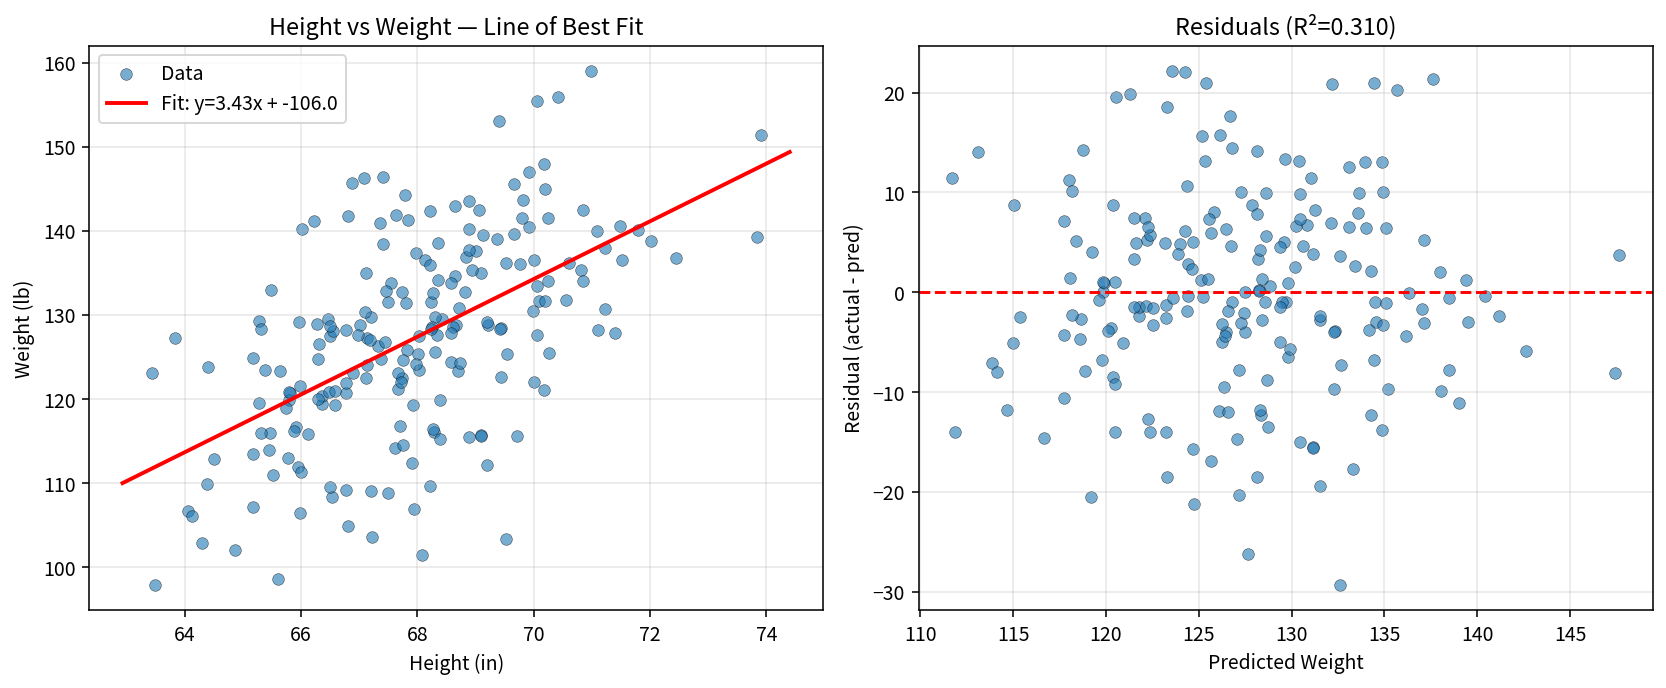 Height vs Weight — Line of Best Fit
Data
Fit: y=3.43x + -106.0
160
150
140
130
120
110
100
Weight (lb)
64 66 68 70 72 74
Height (in)
Residuals (R²=0.310)
20
10
0
−10
−20
−30
Residual (actual - pred)
110 115 120 125 130 135 140 145
Predicted Weight